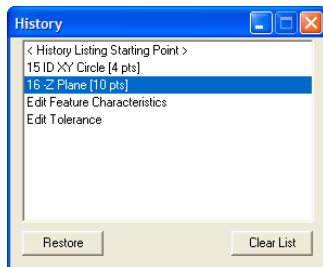 History
< History Listing Starting Point >
15 ID XY Circle [4 pts]
16 -Z Plane [10 pts]
Edit Feature Characteristics
Edit Tolerance
Restore
Clear List